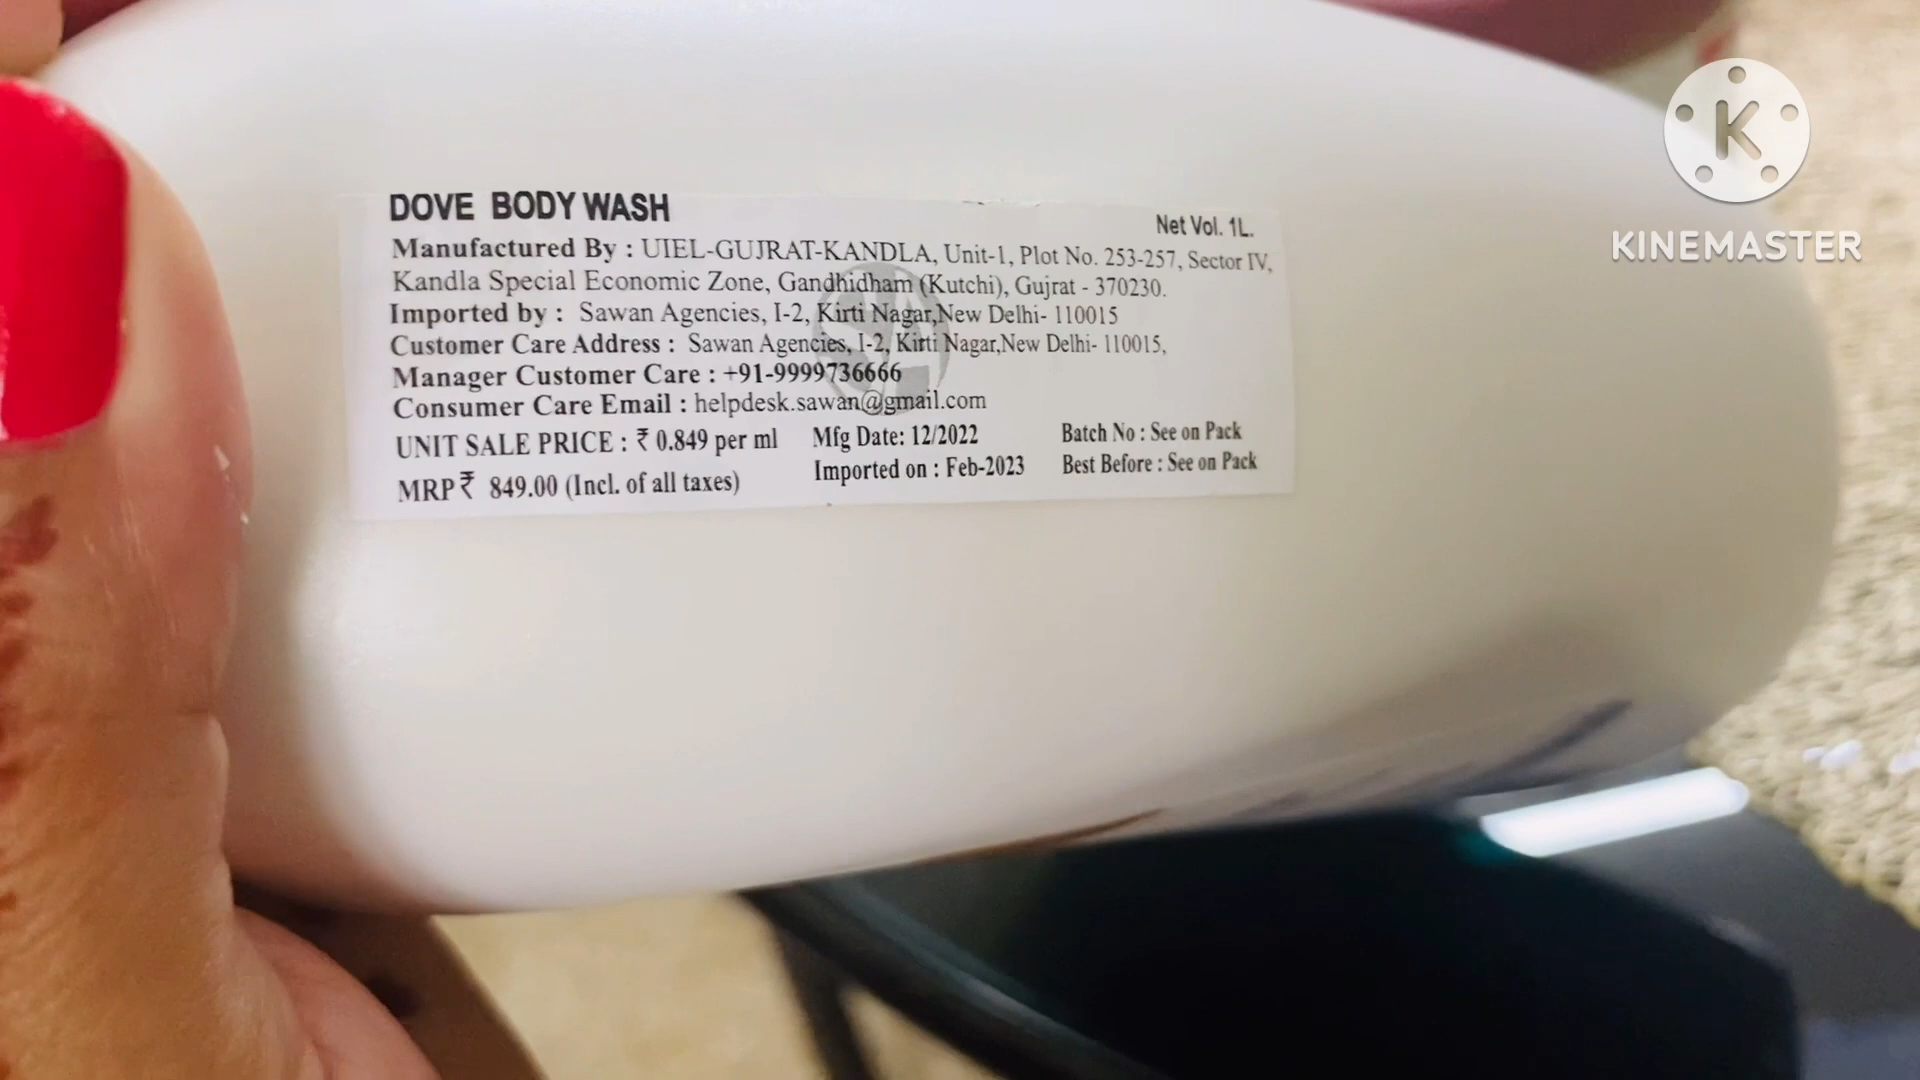 DOVE BODY WASH
Net Vol. 1L.
Manufactured By : UIEL-GUJRAT-KANDLA, Unit-1, Plot No. 253-257, Sector IV,
Kandla Special Economic Zone, Gandhidham (Kutchi), Gujrat - 370230.
Imported by : Sawan Agencies, I-2, Kirti Nagar,New Delhi- 110015
Customer Care Address : Sawan Agencies, I-2, Kirti Nagar,New Delhi- 110015,
Manager Customer Care : +91-9999736666
Consumer Care Email : helpdesk.sawan@gmail.com
UNIT SALE PRICE : ₹ 0.849 per ml Mfg Date: 12/2022 Batch No : See on Pack
MRP ₹ 849.00 (Incl. of all taxes) Imported on : Feb-2023 Best Before : See on Pack
K
KINEMASTER